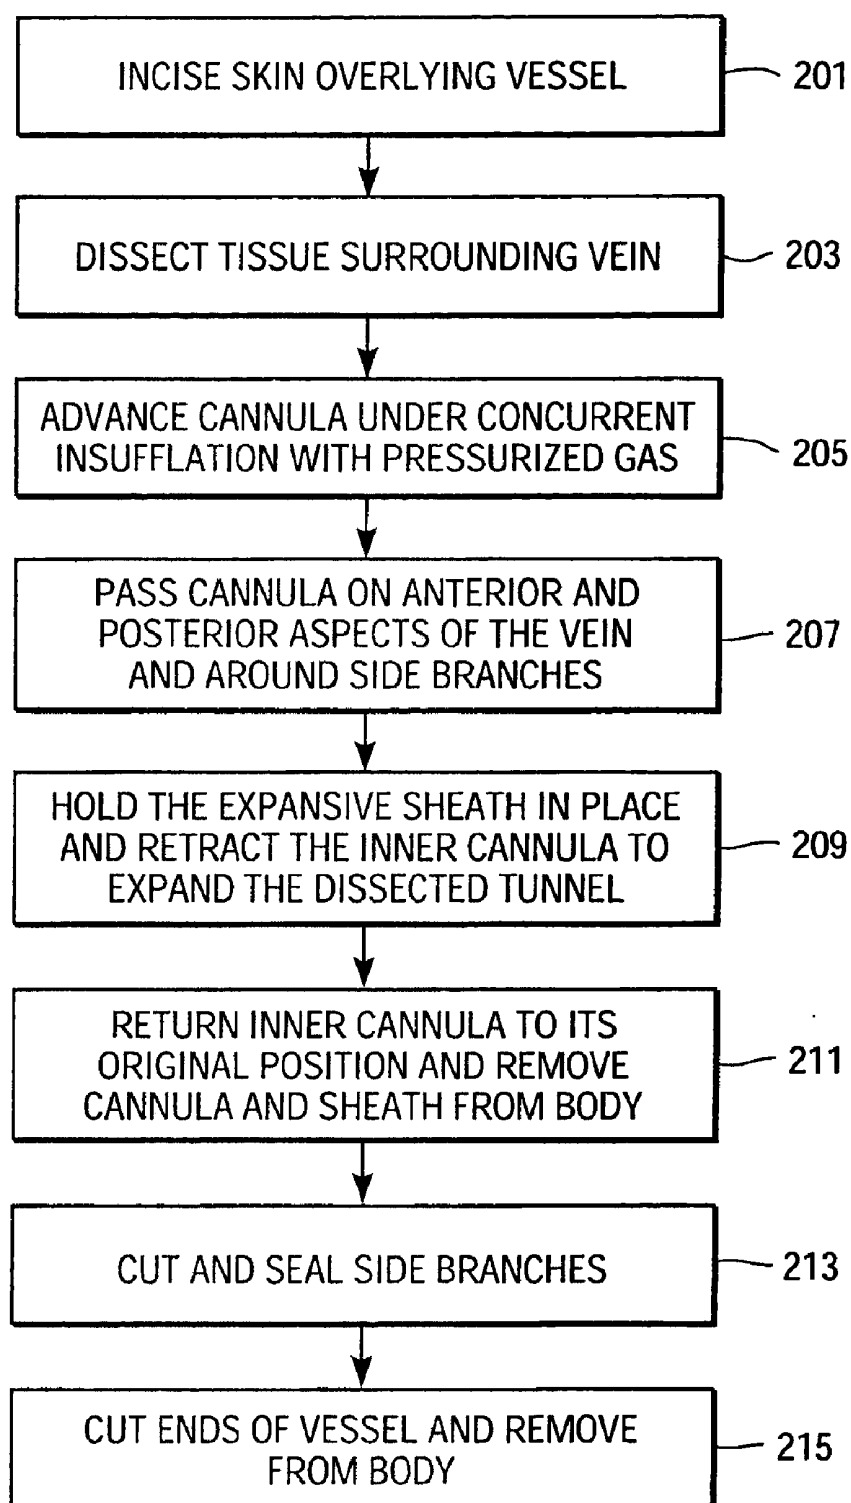 INCISE SKIN OVERLYING VESSEL
201
DISSECT TISSUE SURROUNDING VEIN
203
ADVANCE CANNULA UNDER CONCURRENT
INSUFFLATION WITH PRESSURIZED GAS
205
PASS CANNULA ON ANTERIOR AND
POSTERIOR ASPECTS OF THE VEIN
AND AROUND SIDE BRANCHES
207
HOLD THE EXPANSIVE SHEATH IN PLACE
AND RETRACT THE INNER CANNULA TO
EXPAND THE DISSECTED TUNNEL
209
RETURN INNER CANNULA TO ITS
ORIGINAL POSITION AND REMOVE
CANNULA AND SHEATH FROM BODY
211
CUT AND SEAL SIDE BRANCHES
213
CUT ENDS OF VESSEL AND REMOVE
FROM BODY
215